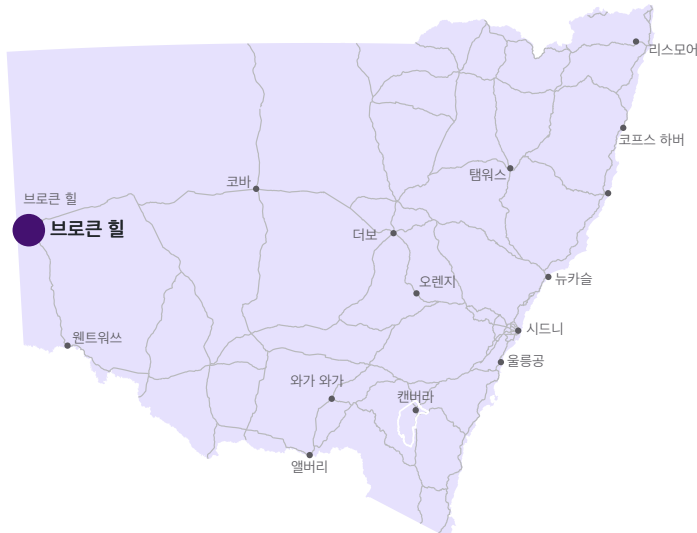 리스모어
코프스 하버
탬워스
코바
브로큰 힐
브로큰 힐
더보
뉴카슬
오렌지
시드니
웬트워쓰
울릉공
와가 와갸
캔버라
앨버리